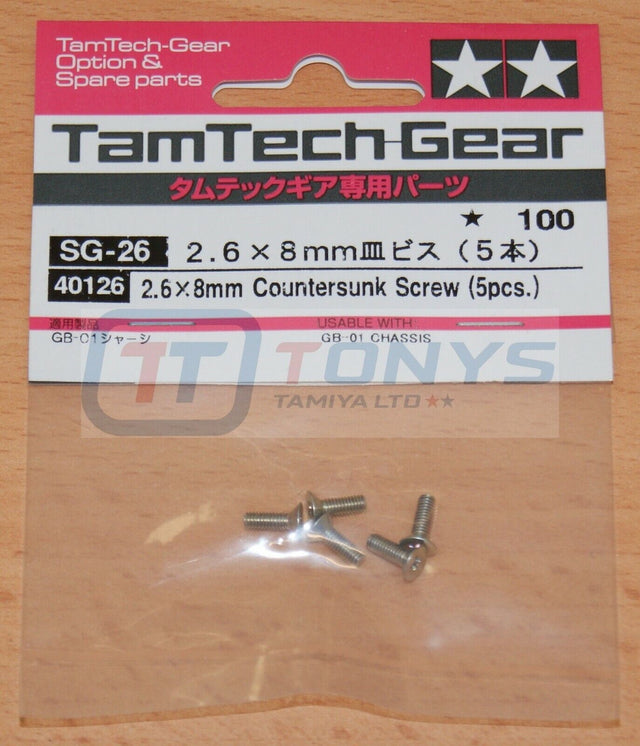 TamTech-Gear
Option &
Spare parts
TamTech-Gear
タムテックギア専用パーツ
★ 100
SG-26 2.6×8mm皿ビス (5本)
40126 2.6×8mm Countersunk Screw (5pcs.)
適用製品 USABLE WITH
GB-01シャーシ GB-01 CHASSIS
TT TONYS
TAMIYA LTD★★